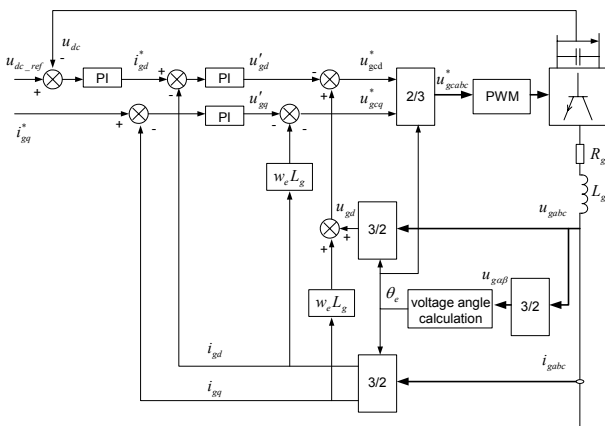 u_dc
u_dc_ref - + PI i*_gd + - PI u'_gd - + u*_gcd
i*_gq + - PI u'_gq - - u*_gcq
2/3 u*_gcabc PWM
R_g
L_g
w_e L_g
u_gd + + 3/2 u_gabc
w_e L_g
θ_e voltage angle calculation u_gαβ 3/2
i_gd
i_gq
3/2 i_gabc